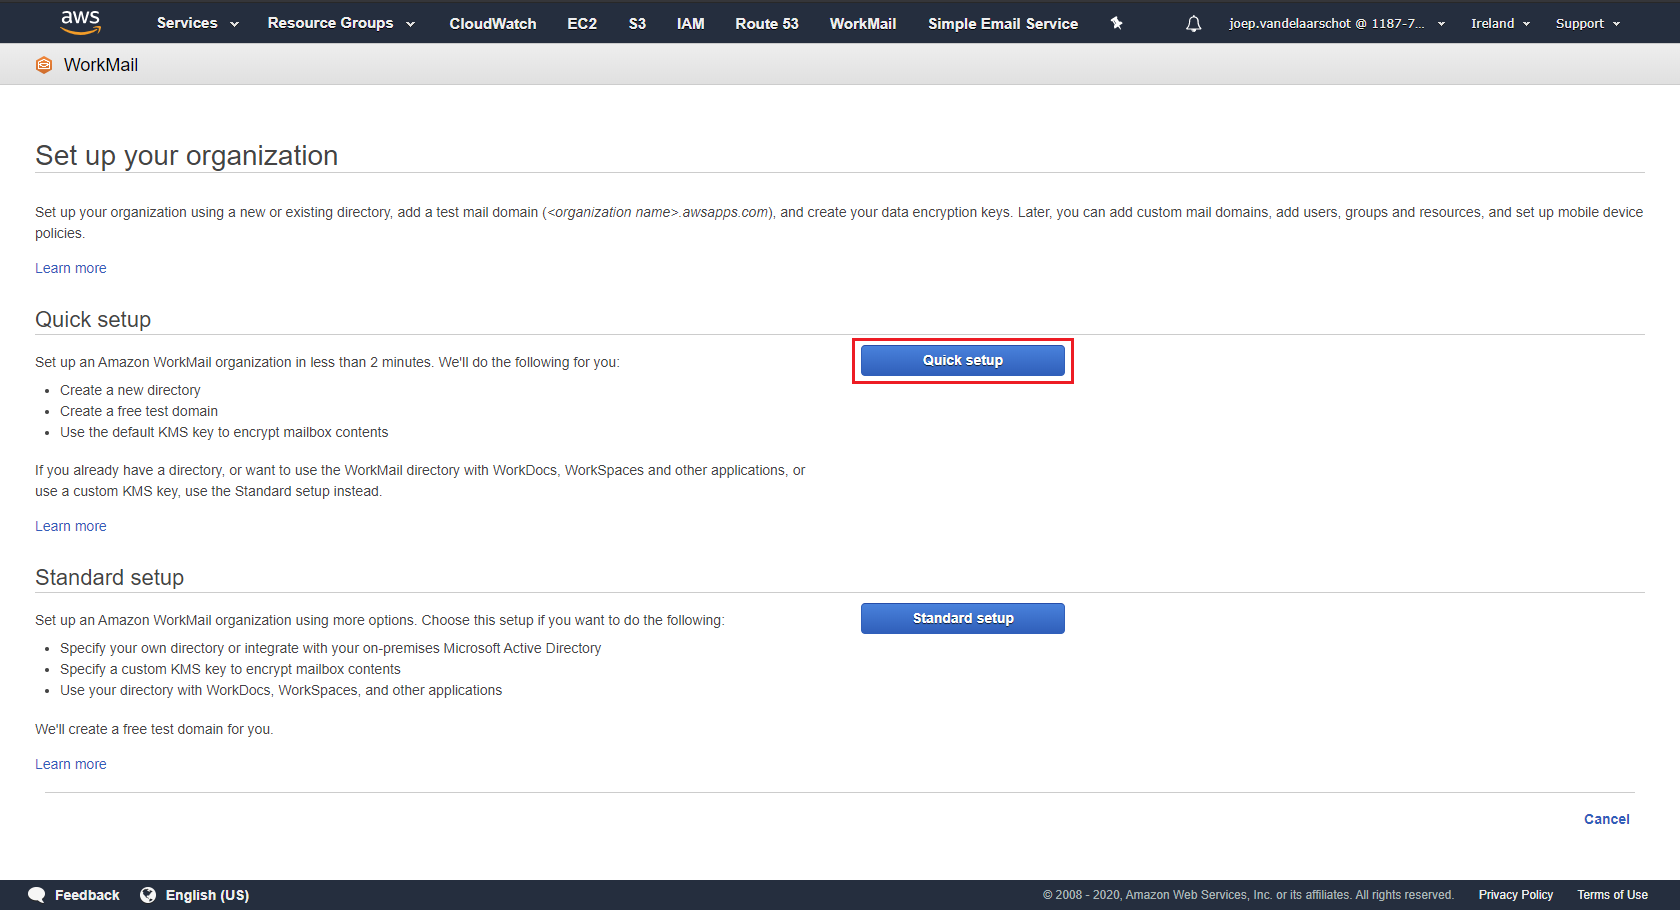 aws Services Resource Groups CloudWatch EC2 S3 IAM Route 53 WorkMail Simple Email Service joep.vandelaarschot @ 1187-7... Ireland Support
WorkMail
Set up your organization
Set up your organization using a new or existing directory, add a test mail domain (<organization name>.awsapps.com), and create your data encryption keys. Later, you can add custom mail domains, add users, groups and resources, and set up mobile device
policies.
Learn more
Quick setup
Set up an Amazon WorkMail organization in less than 2 minutes. We'll do the following for you:
Quick setup
• Create a new directory
• Create a free test domain
• Use the default KMS key to encrypt mailbox contents
If you already have a directory, or want to use the WorkMail directory with WorkDocs, WorkSpaces and other applications, or
use a custom KMS key, use the Standard setup instead.
Learn more
Standard setup
Set up an Amazon WorkMail organization using more options. Choose this setup if you want to do the following:
Standard setup
• Specify your own directory or integrate with your on-premises Microsoft Active Directory
• Specify a custom KMS key to encrypt mailbox contents
• Use your directory with WorkDocs, WorkSpaces, and other applications
We'll create a free test domain for you.
Learn more
Cancel
Feedback English (US) © 2008 - 2020, Amazon Web Services, Inc. or its affiliates. All rights reserved. Privacy Policy Terms of Use